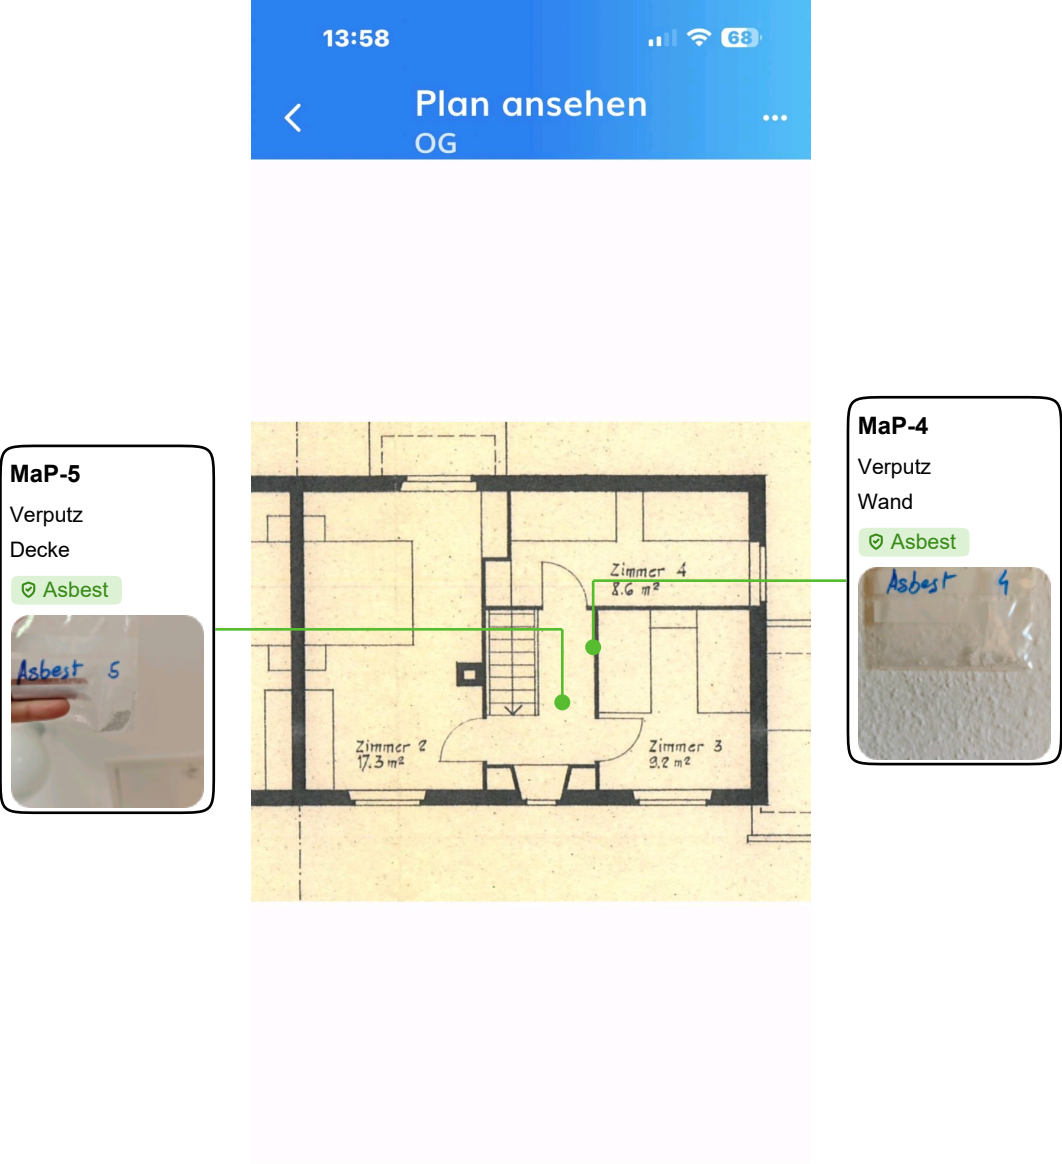 13:58
68
Plan ansehen
OG
MaP-5
Verputz
Decke
Asbest
Asbest 5
MaP-4
Verputz
Wand
Asbest
Asbest 4
Zimmer 4
8.6 m²
Zimmer 2
17.3 m²
Zimmer 3
9.2 m²